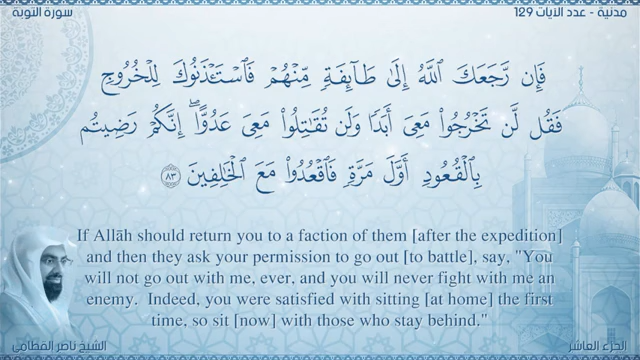 مدنية - عدد الآيات 129
سورة التوبة
فَإِن رَّجَعَكَ ٱللَّهُ إِلَىٰ طَآئِفَةٍ مِّنْهُمْ فَٱسْتَـْٔذَنُوكَ لِلْخُرُوجِ
فَقُل لَّن تَخْرُجُوا۟ مَعِىَ أَبَدًا وَلَن تُقَـٰتِلُوا۟ مَعِىَ عَدُوًّا ۖ إِنَّكُمْ رَضِيتُم
بِٱلْقُعُودِ أَوَّلَ مَرَّةٍ فَٱقْعُدُوا۟ مَعَ ٱلْخَـٰلِفِينَ ٨٣
If Allāh should return you to a faction of them [after the expedition]
and then they ask your permission to go out [to battle], say, "You
will not go out with me, ever, and you will never fight with me an
enemy. Indeed, you were satisfied with sitting [at home] the first
time, so sit [now] with those who stay behind."
الجزء العاشر
الشيخ ناصر القطامي